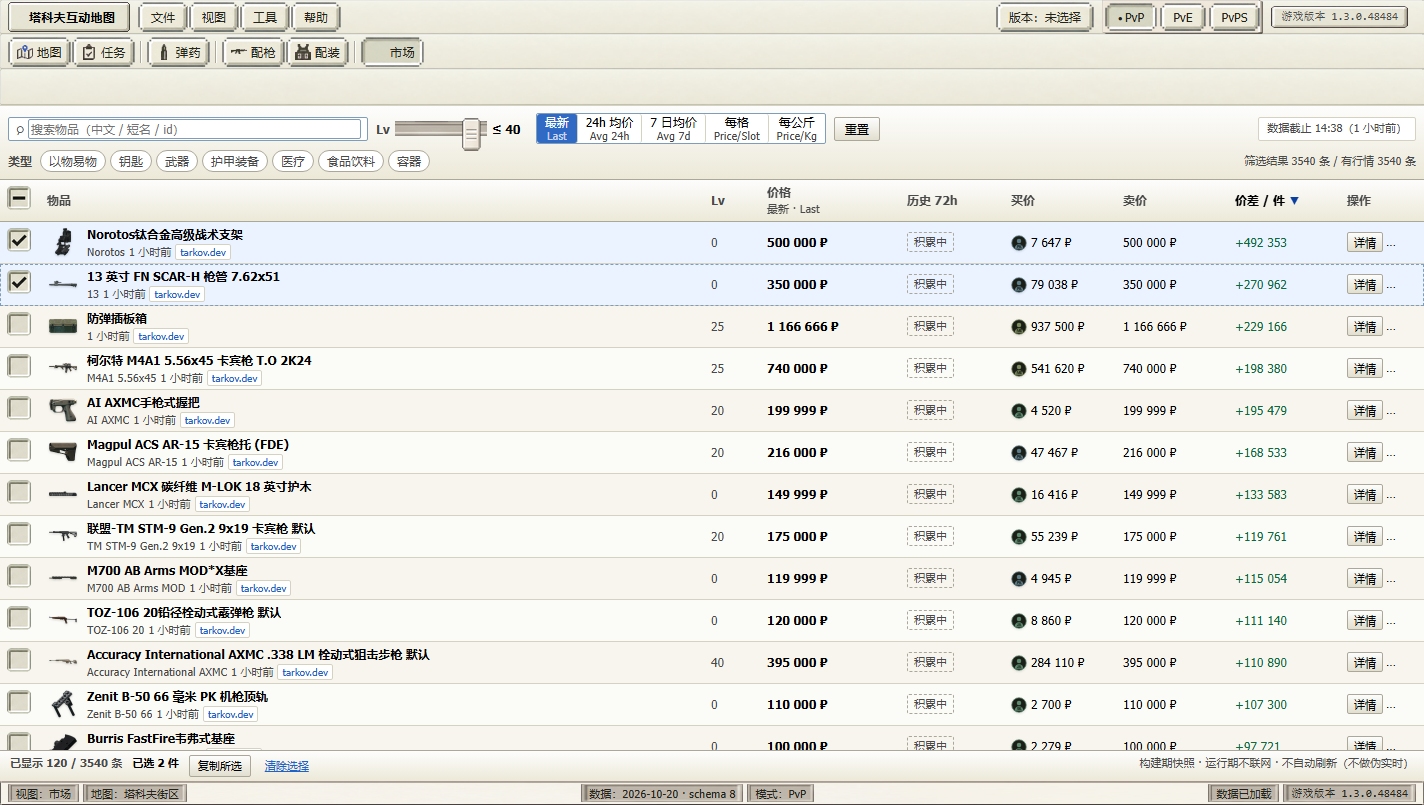 塔科夫互动地图 文件 视图 工具 帮助 版本: 未选择 •PvP PvE PvPS 游戏版本 1.3.0.48484
地图 任务 弹药 配枪 配装 市场
搜索物品 (中文 / 短名 / id) Lv ≤ 40 最新 24h 均价 7 日均价 每格 每公斤 重置 数据截止 14:38 (1 小时前)
Last Avg 24h Avg 7d Price/Slot Price/Kg
类型 以物易物 钥匙 武器 护甲装备 医疗 食品饮料 容器 筛选结果 3540 条 / 有行情 3540 条
物品 Lv 价格 历史 72h 买价 卖价 价差 / 件 ▼ 操作
最新 · Last
Norotos钛合金高级战术支架 0 500 000 ₽ 积累中 7 647 ₽ 500 000 ₽ +492 353 详情 ...
Norotos 1 小时前 tarkov.dev
13 英寸 FN SCAR-H 枪管 7.62x51 0 350 000 ₽ 积累中 79 038 ₽ 350 000 ₽ +270 962 详情 ...
13 1 小时前 tarkov.dev
防弹插板箱 25 1 166 666 ₽ 积累中 937 500 ₽ 1 166 666 ₽ +229 166 详情 ...
1 小时前 tarkov.dev
柯尔特 M4A1 5.56x45 卡宾枪 T.O 2K24 25 740 000 ₽ 积累中 541 620 ₽ 740 000 ₽ +198 380 详情 ...
M4A1 5.56x45 1 小时前 tarkov.dev
AI AXMC手枪式握把 20 199 999 ₽ 积累中 4 520 ₽ 199 999 ₽ +195 479 详情 ...
AI AXMC 1 小时前 tarkov.dev
Magpul ACS AR-15 卡宾枪托 (FDE) 20 216 000 ₽ 积累中 47 467 ₽ 216 000 ₽ +168 533 详情 ...
Magpul ACS AR-15 1 小时前 tarkov.dev
Lancer MCX 碳纤维 M-LOK 18 英寸护木 0 149 999 ₽ 积累中 16 416 ₽ 149 999 ₽ +133 583 详情 ...
Lancer MCX 1 小时前 tarkov.dev
联盟-TM STM-9 Gen.2 9x19 卡宾枪 默认 20 175 000 ₽ 积累中 55 239 ₽ 175 000 ₽ +119 761 详情 ...
TM STM-9 Gen.2 9x19 1 小时前 tarkov.dev
M700 AB Arms MOD*X基座 0 119 999 ₽ 积累中 4 945 ₽ 119 999 ₽ +115 054 详情 ...
M700 AB Arms MOD 1 小时前 tarkov.dev
TOZ-106 20铅径栓动式霰弹枪 默认 0 120 000 ₽ 积累中 8 860 ₽ 120 000 ₽ +111 140 详情 ...
TOZ-106 20 1 小时前 tarkov.dev
Accuracy International AXMC .338 LM 栓动式狙击步枪 默认 40 395 000 ₽ 积累中 284 110 ₽ 395 000 ₽ +110 890 详情 ...
Accuracy International AXMC 1 小时前 tarkov.dev
Zenit B-50 66 毫米 PK 机枪顶轨 0 110 000 ₽ 积累中 2 700 ₽ 110 000 ₽ +107 300 详情 ...
Zenit B-50 66 1 小时前 tarkov.dev
Burris FastFire韦弗式基座 0 100 000 ₽ 积累中 2 279 ₽ 100 000 ₽ +97 721 详情 ...
已显示 120 / 3540 条 已选 2 件 复制所选 清除选择 构建期快照 · 运行期不联网 · 不自动刷新 (不做伪实时)
视图: 市场 地图: 塔科夫街区 数据: 2026-10-20 · schema 8 模式: PvP 数据已加载 游戏版本 1.3.0.48484